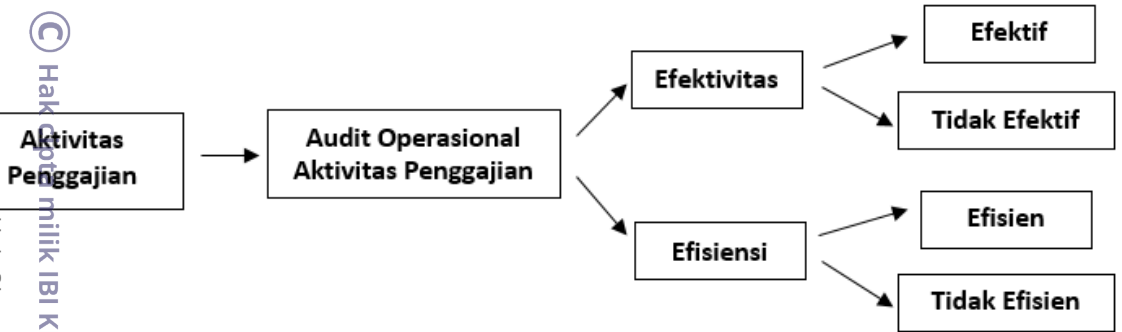 Aktivitas
Penggajian
Audit Operasional
Aktivitas Penggajian
Efektivitas
Efektif
Tidak Efektif
Efisiensi
Efisien
Tidak Efisien
© Hak cipta milik IBI K